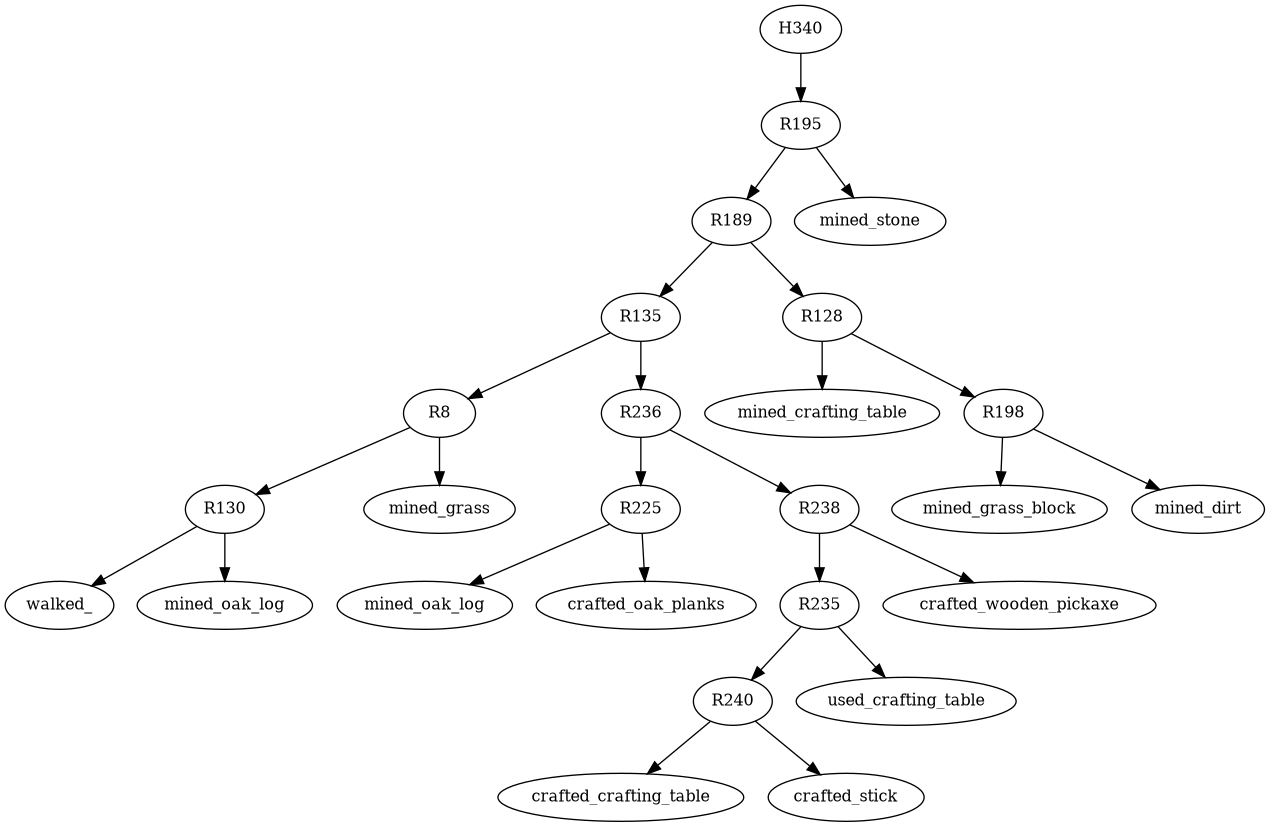 H340
R195
R189
mined_stone
R135
R128
R8
R236
mined_crafting_table
R198
R130
mined_grass
R225
R238
mined_grass_block
mined_dirt
walked_
mined_oak_log
mined_oak_log
crafted_oak_planks
R235
crafted_wooden_pickaxe
R240
used_crafting_table
crafted_crafting_table
crafted_stick